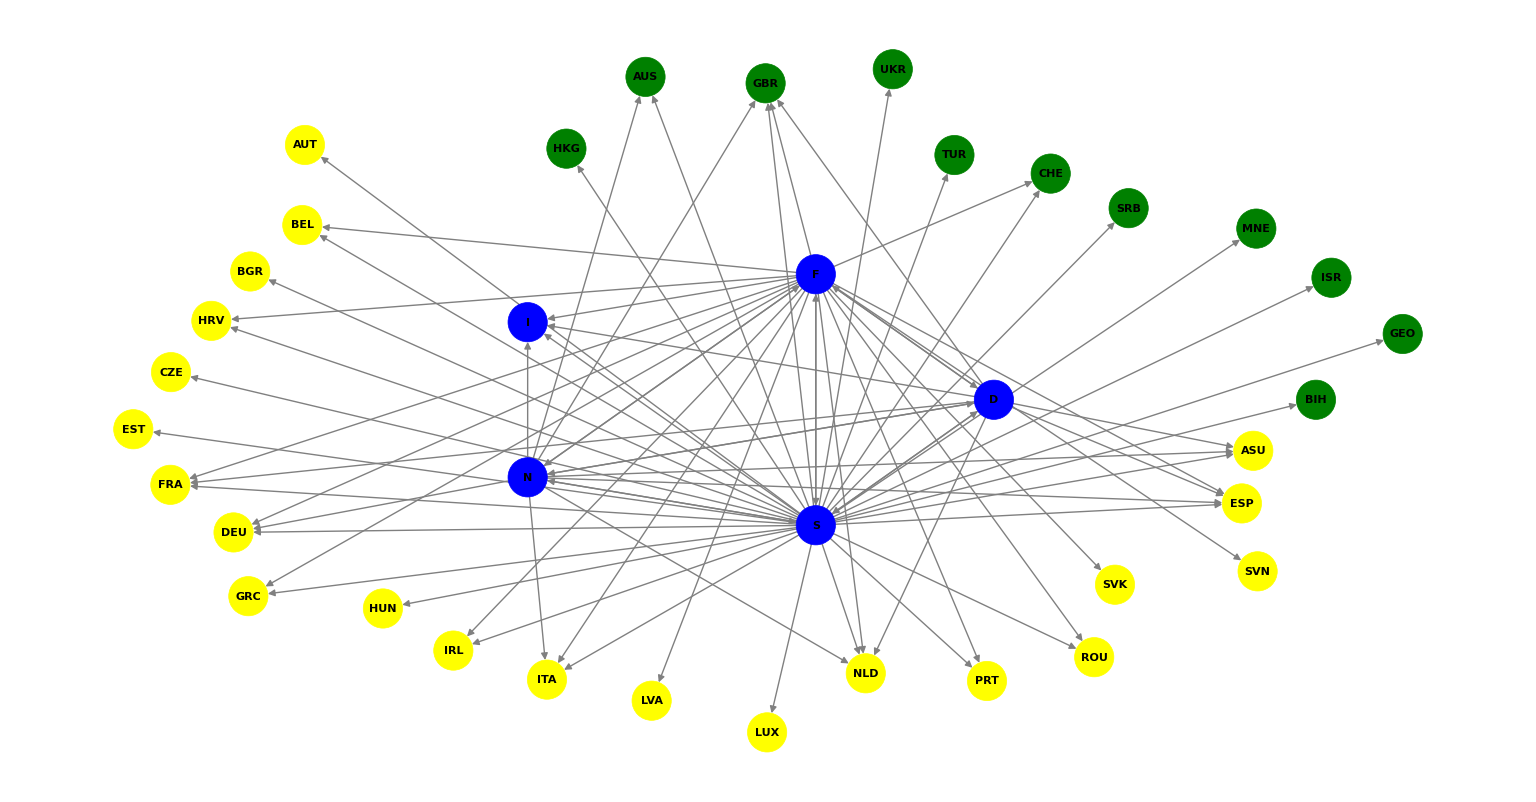 UKR
AUS
GBR
AUT
HKG
TUR
CHE
SRB
BEL
MNE
BGR
F
ISR
HRV
I
GEO
CZE
D
BIH
EST
ASU
N
FRA
ESP
S
DEU
SVN
SVK
GRC
HUN
IRL
ROU
NLD
ITA
PRT
LVA
LUX